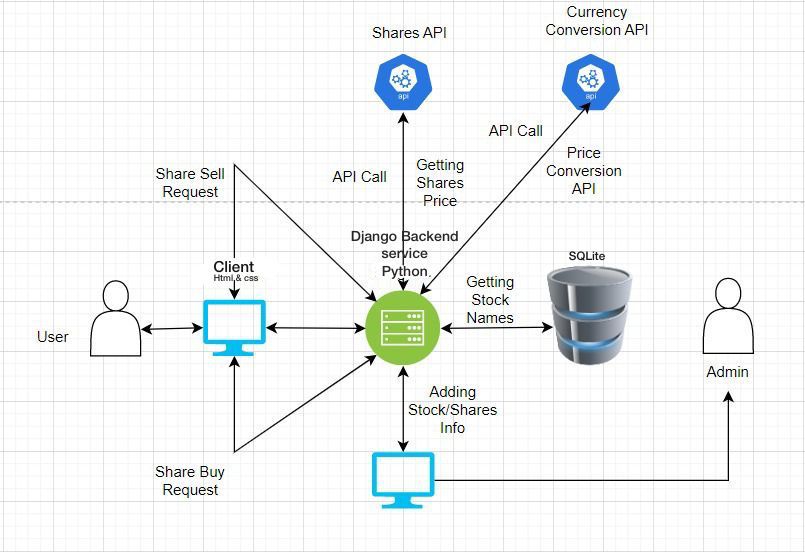 Shares API
Currency
Conversion API
api
api
API Call
Share Sell
Request
API Call
Getting
Shares
Price
Price
Conversion
API
Django Backend
service
Python
Client
Html & css
SQLite
Getting
Stock
Names
User
Admin
Adding
Stock/Shares
Info
Share Buy
Request